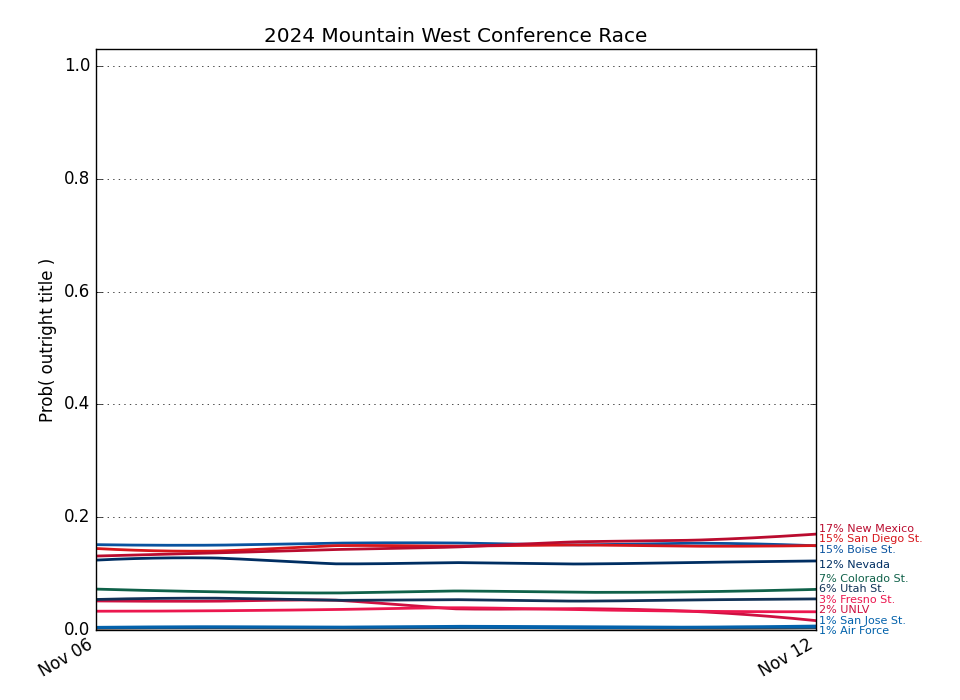 2024 Mountain West Conference Race
Prob( outright title )
1.0
0.8
0.6
0.4
0.2
0.0
Nov 06
Nov 12
17% New Mexico
15% San Diego St.
15% Boise St.
12% Nevada
7% Colorado St.
6% Utah St.
3% Fresno St.
2% UNLV
1% San Jose St.
1% Air Force